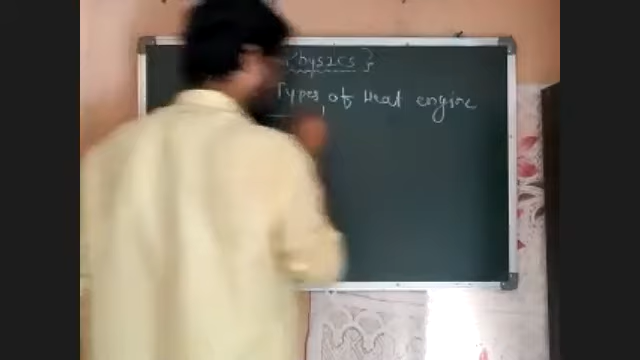 Physics }
Types of Heat engine